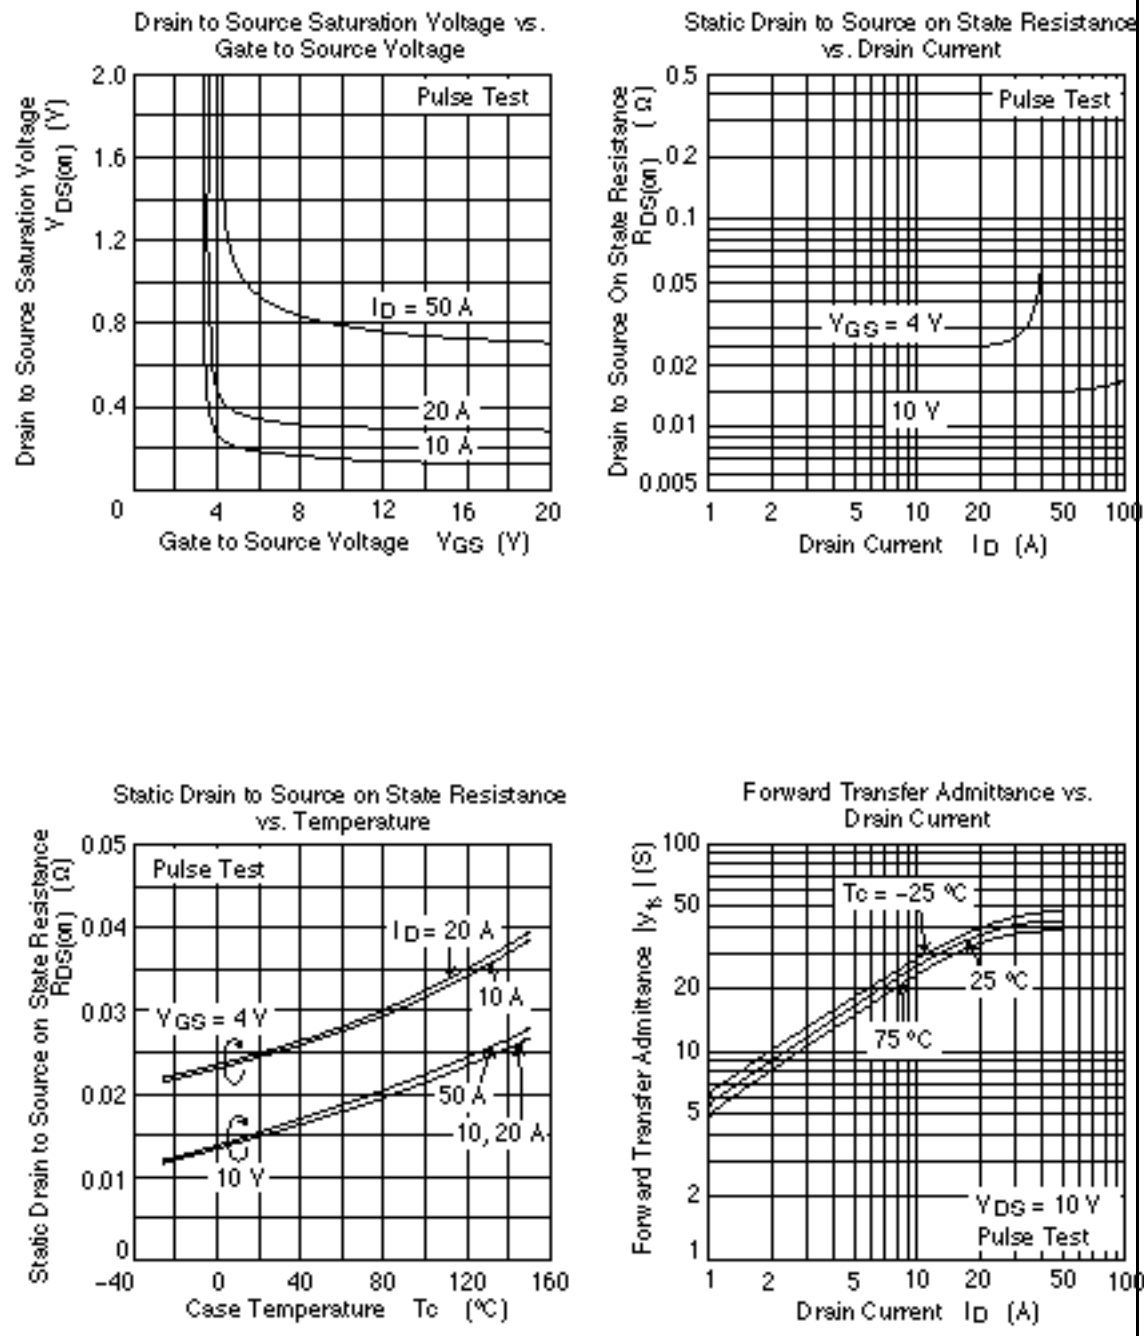 Drain to Source Saturation Voltage vs.
Gate to Source Voltage
Drain to Source Saturation Voltage
VDS(on) (V)
2.0
1.6
1.2
0.8
0.4
0
Pulse Test
ID = 50 A
20 A
10 A
4 8 12 16 20
Gate to Source Voltage VGS (V)
Static Drain to Source on State Resistance
vs. Drain Current
Drain to Source On State Resistance
RDS(on) (Ω)
0.5
0.2
0.1
0.05
0.02
0.01
0.005
Pulse Test
VGS = 4 V
10 V
1 2 5 10 20 50 100
Drain Current ID (A)
Static Drain to Source on State Resistance
vs. Temperature
Static Drain to Source on State Resistance
RDS(on) (Ω)
0.05
0.04
0.03
0.02
0.01
0
Pulse Test
ID = 20 A
10 A
VGS = 4 V
50 A
10, 20 A
10 V
−40 0 40 80 120 160
Case Temperature Tc (°C)
Forward Transfer Admittance vs.
Drain Current
Forward Transfer Admittance |yfs| (S)
100
50
20
10
5
2
1
Tc = −25 °C
25 °C
75 °C
VDS = 10 V
Pulse Test
1 2 5 10 20 50 100
Drain Current ID (A)